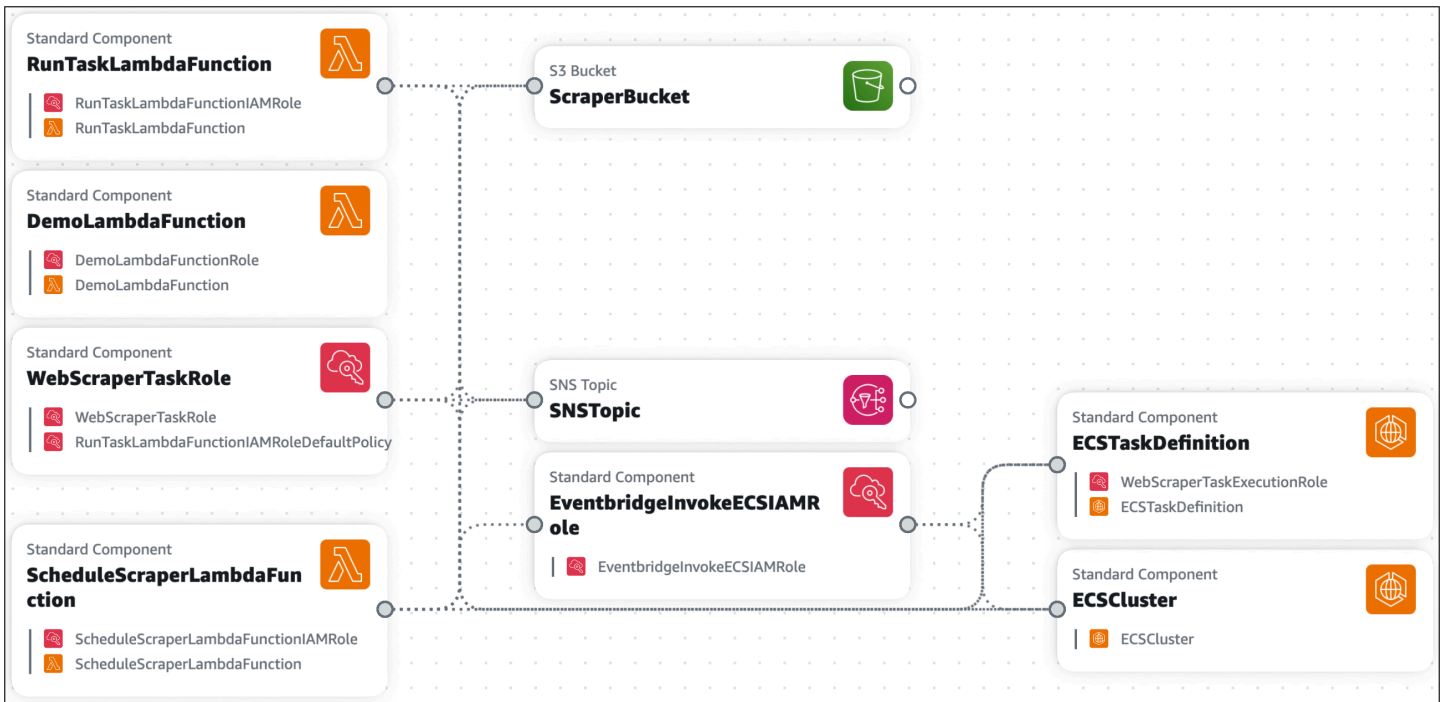 Standard Component
RunTaskLambdaFunction
RunTaskLambdaFunctionIAMRole
RunTaskLambdaFunction
Standard Component
DemoLambdaFunction
DemoLambdaFunctionRole
DemoLambdaFunction
Standard Component
WebScraperTaskRole
WebScraperTaskRole
RunTaskLambdaFunctionIAMRoleDefaultPolicy
Standard Component
ScheduleScraperLambdaFun
ction
ScheduleScraperLambdaFunctionIAMRole
ScheduleScraperLambdaFunction
S3 Bucket
ScraperBucket
SNS Topic
SNSTopic
Standard Component
EventbridgeInvokeECSIAMR
ole
EventbridgeInvokeECSIAMRole
Standard Component
ECSTaskDefinition
WebScraperTaskExecutionRole
ECSTaskDefinition
Standard Component
ECSCluster
ECSCluster